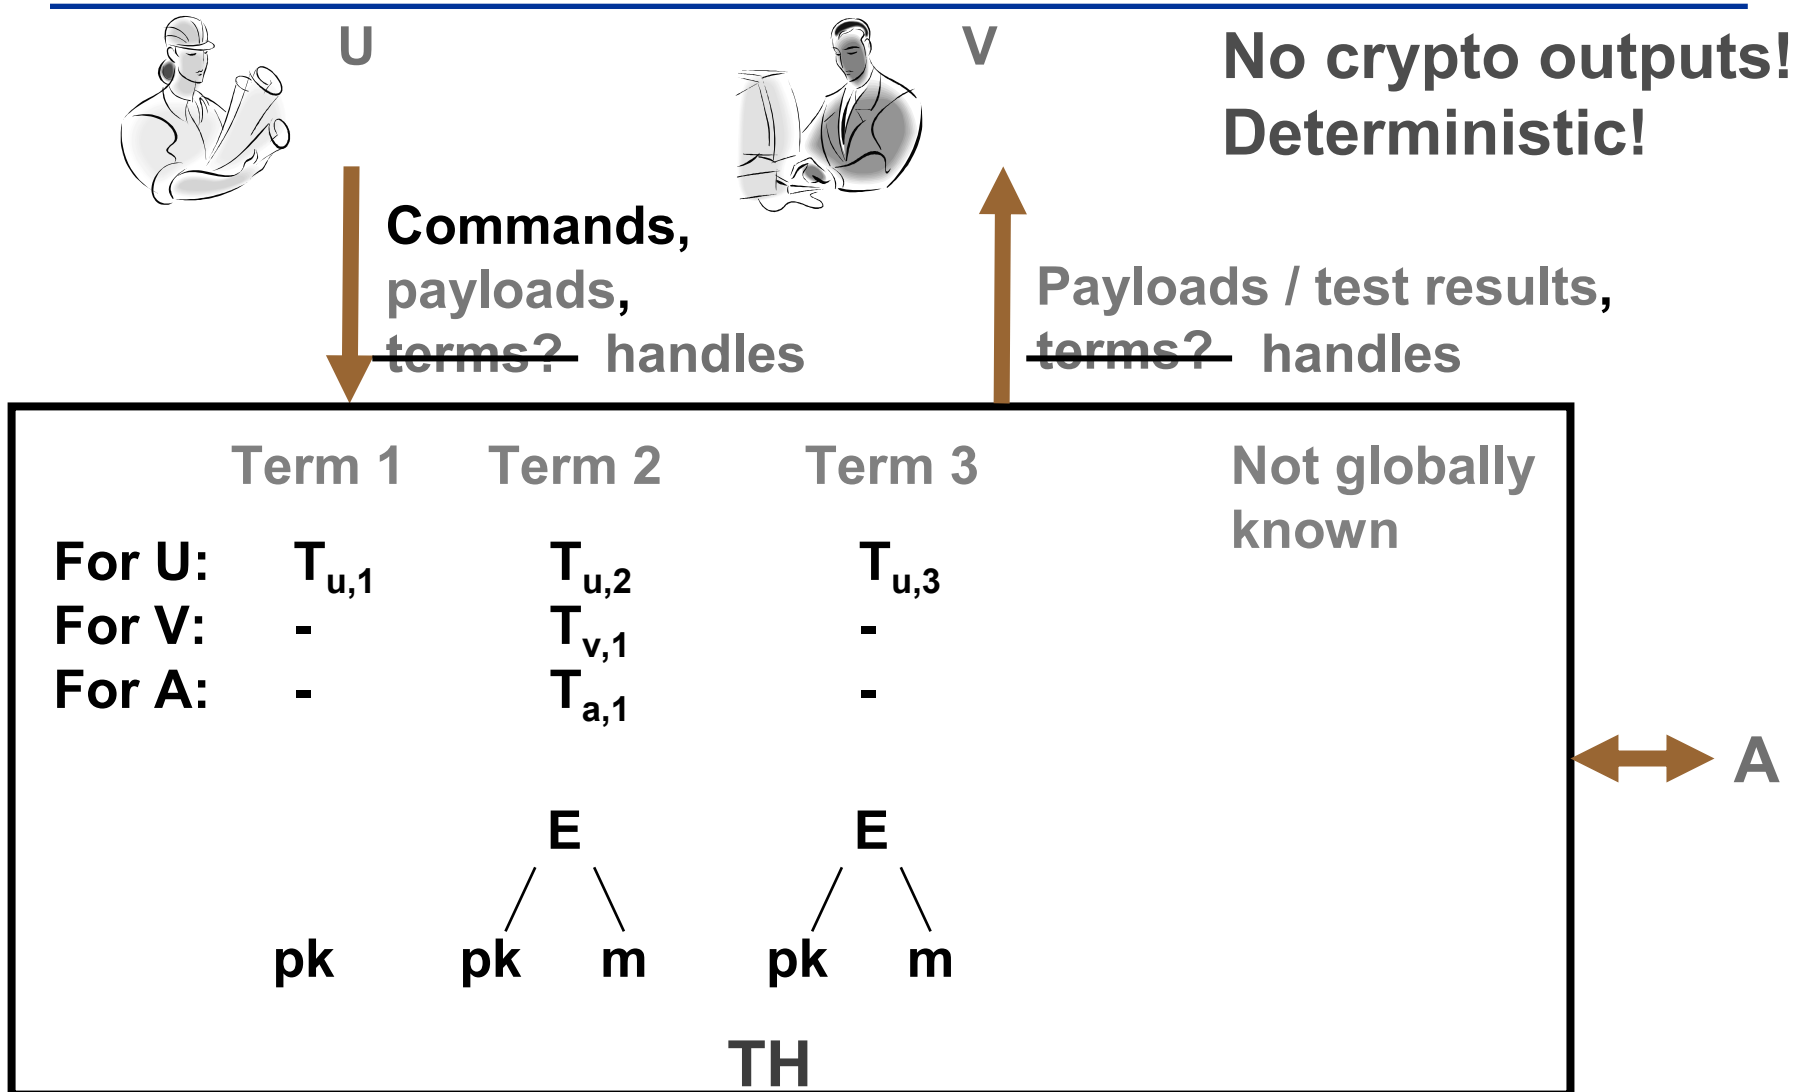 U
V
No crypto outputs!
Deterministic!
Commands,
payloads,
terms? handles
Payloads / test results,
terms? handles
Term 1 Term 2 Term 3
Not globally
known
For U: Tu,1 Tu,2 Tu,3
For V: - Tv,1 -
For A: - Ta,1 -
A
E E
pk pk m pk m
TH